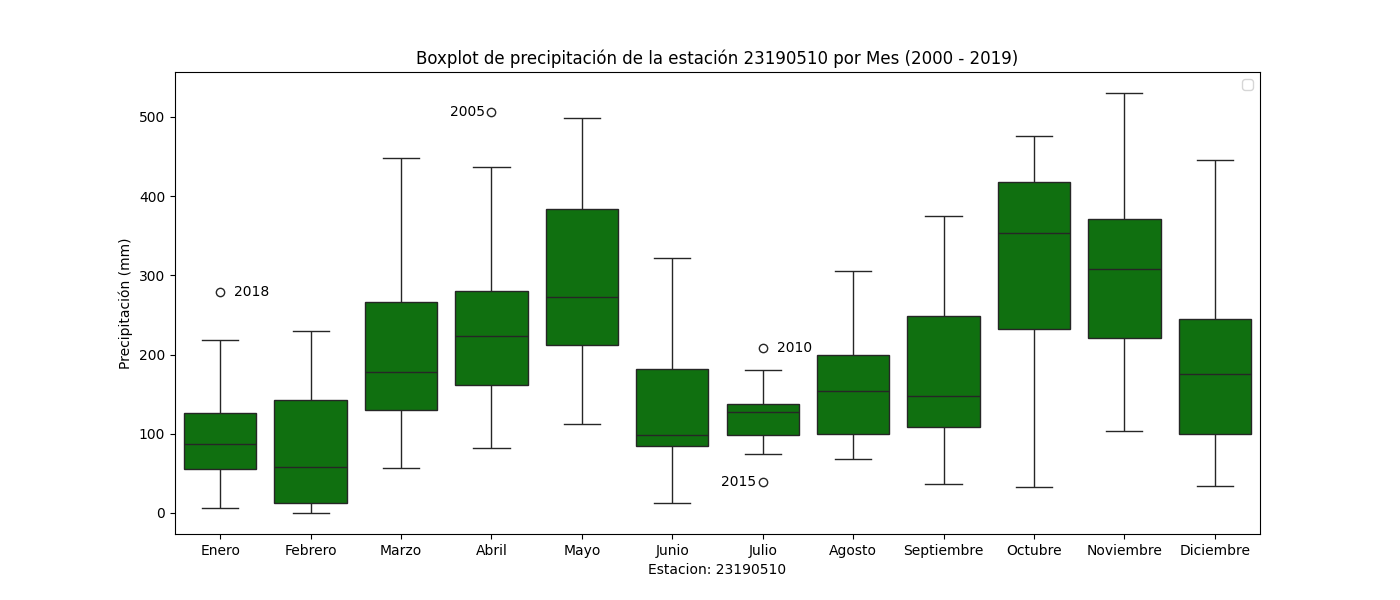 Boxplot de precipitación de la estación 23190510 por Mes (2000 - 2019)
Precipitación (mm)
500
400
300
200
100
0
2018
2005
2010
2015
Enero Febrero Marzo Abril Mayo Junio Julio Agosto Septiembre Octubre Noviembre Diciembre
Estacion: 23190510